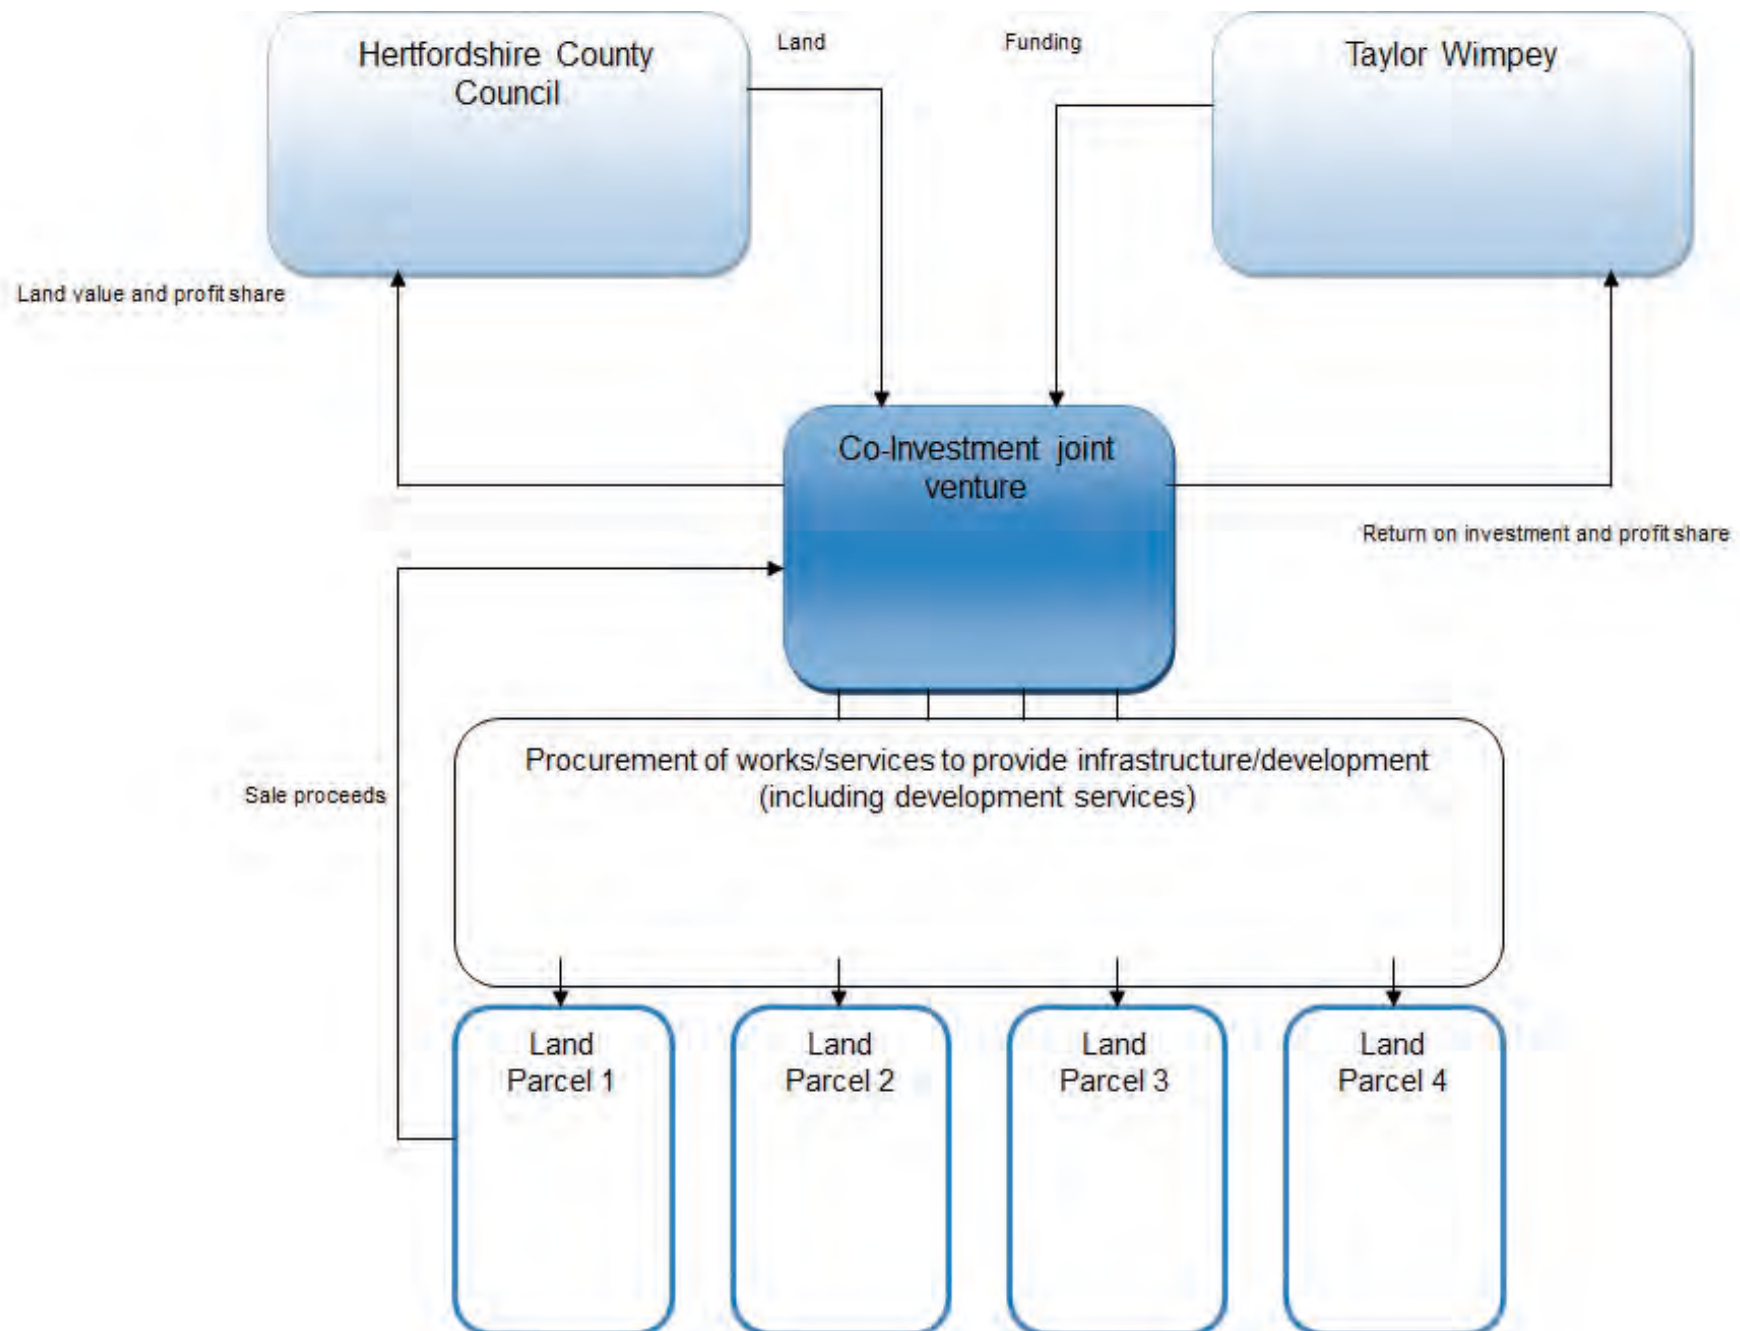 Hertfordshire County
Council
Land
Funding
Taylor Wimpey
Land value and profit share
Co-Investment joint
venture
Return on investment and profit share
Sale proceeds
Procurement of works/services to provide infrastructure/development
(including development services)
Land
Parcel 1
Land
Parcel 2
Land
Parcel 3
Land
Parcel 4